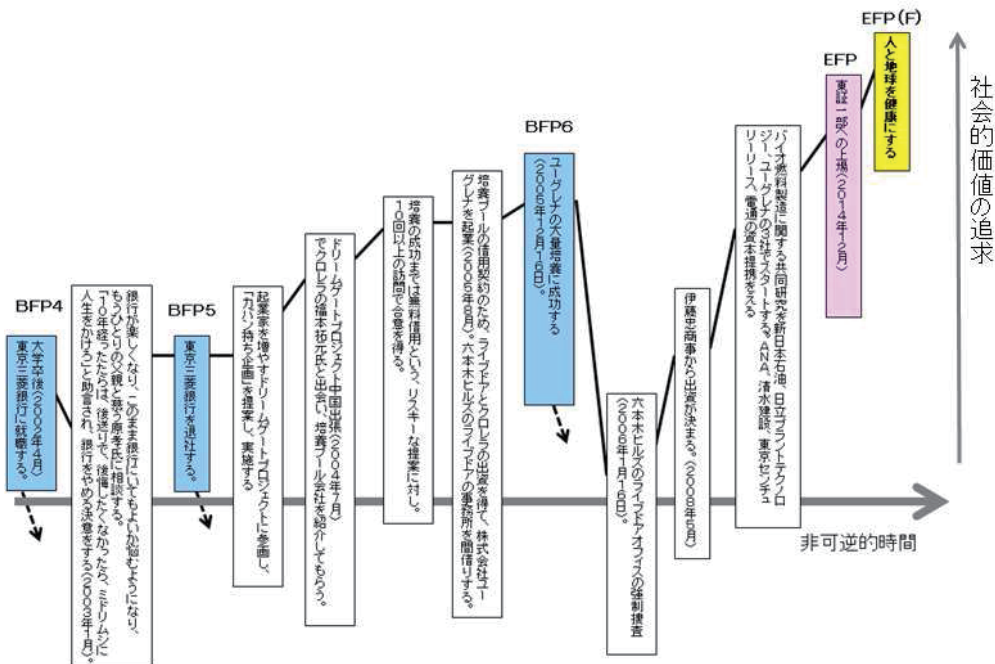 BFP4
大学卒後(2002年4月)
東京三菱銀行に就職する。
銀行が楽しくなり、このまま銀行にいてもよいか悩むようになり、
もうひとりの父親と慕う原孝氏に相談する。
「10年経ったたらは、後送りで、後悔したくなかったら、ミドリムシに
人生をかけろ」と助言され、銀行をやめる決意をする(2003年1月)。
BFP5
東京三菱銀行を退社する。
起業家を増やすドリームゲートプロジェクトに参画し、
「カバン持ち企画」を提案し、実施する
ドリームゲートプロジェクト中国出張(2004年7月)
でクロレラの福本拓元氏と出会い、培養プール会社を紹介してもらう。
培養の成功までは無料借用という、リスキーな提案に対し、
10回以上の訪問で合意を得る。
培養プールの借用契約のため、ライブドアとクロレラの出資を得て、株式会社ユー
グレナを起業(2005年8月)。六本木ヒルズのライブドアの事務所を間借りする。
BFP6
ユーグレナの大量培養に成功する
(2005年12月16日)。
六本木ヒルズのライブドアオフィスの強制捜査
(2006年1月16日)。
伊藤忠商事から出資が決まる。(2008年5月)
バイオ燃料製造に関する共同研究を新日本石油、日立プラントテクノロ
ジー、ユーグレナの3社でスタートする。ANA、清水建設、東京センチュ
リーリース、電通の資本提携をえる
EFP
東証一部への上場(2014年12月)
EFP(F)
人と地球を健康にする
社会的価値の追求
非可逆的時間